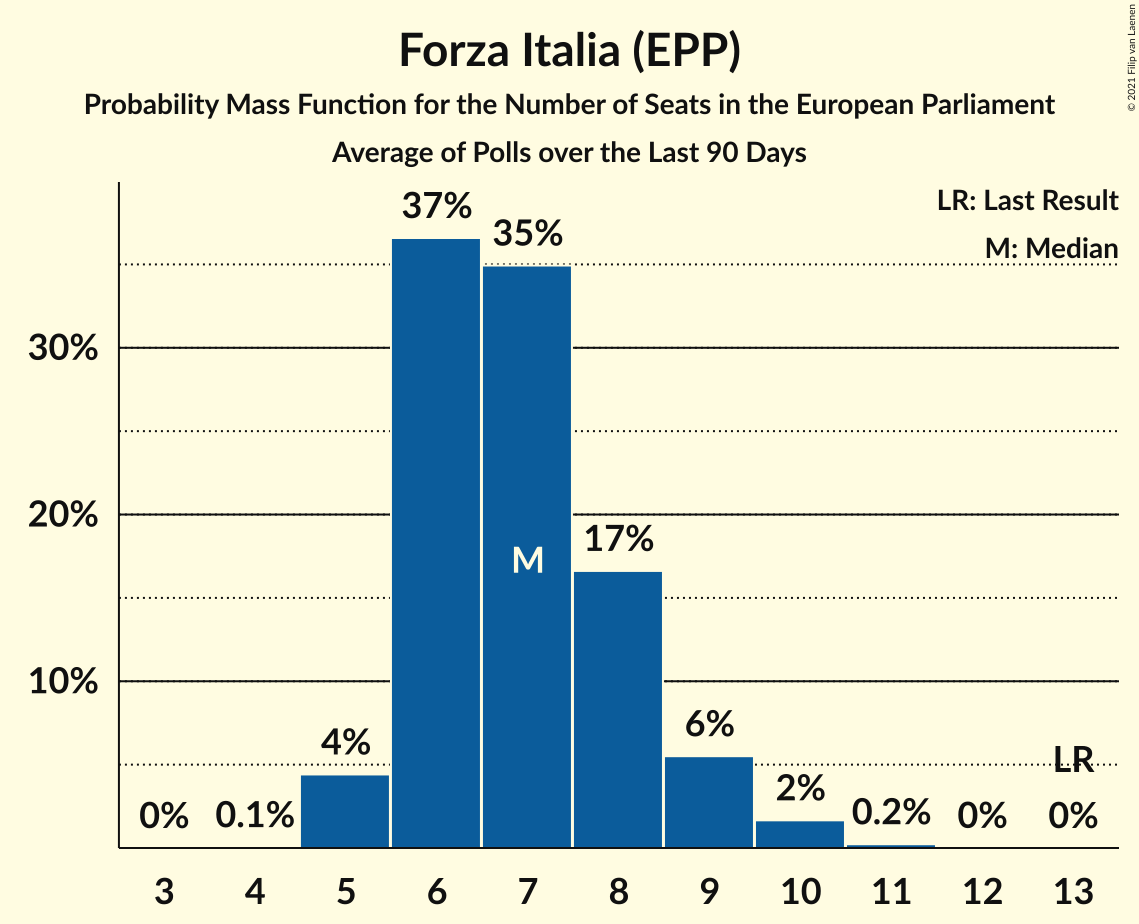 Forza Italia (EPP)
Probability Mass Function for the Number of Seats in the European Parliament
Average of Polls over the Last 90 Days
© 2021 Filip van Laenen
LR: Last Result
M: Median
37%
35%
30%
20%
17%
M
10%
6%
4%
LR
2%
0%
0.1%
0.2%
0%
0%
3 4 5 6 7 8 9 10 11 12 13